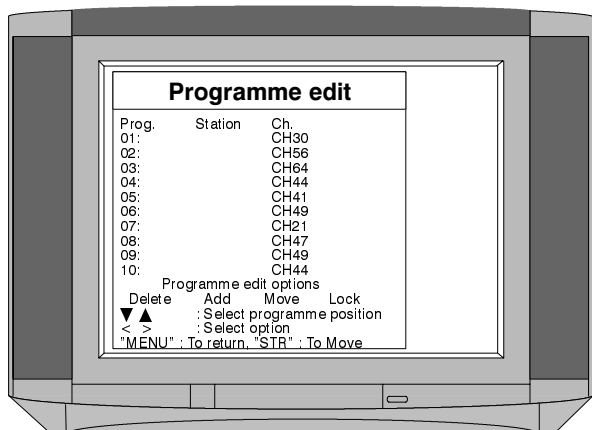 Programme edit
Prog. Station Ch.
01: CH30
02: CH56
03: CH64
04: CH44
05: CH41
06: CH49
07: CH21
08: CH47
09: CH49
10: CH44
Programme edit options
Delete Add Move Lock
▼ ▲ : Select programme position
< > : Select option
"MENU" : To return, "STR" : To Move